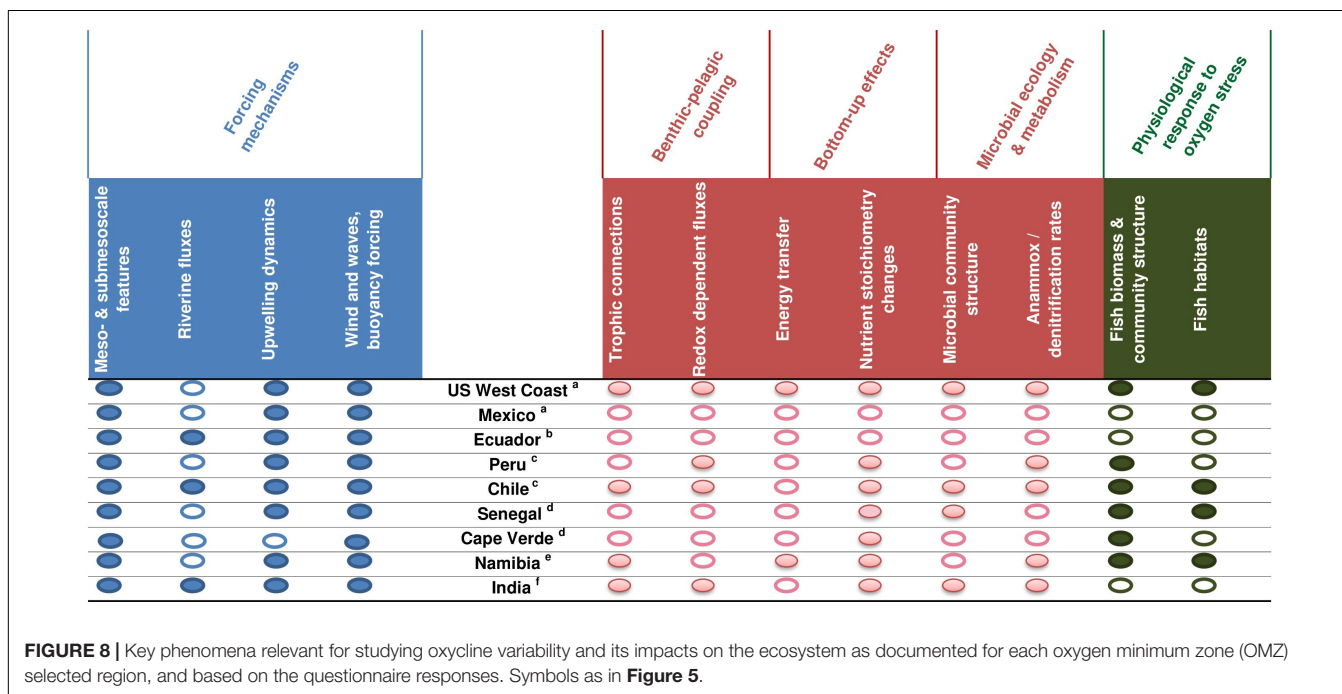 Forcing
mechanisms
Benthic-pelagic
coupling
Bottom-up effects
Microbial ecology
& metabolism
Physiological
response to
oxygen stress
Meso- & submesoscale
features
Riverine fluxes
Upwelling dynamics
Wind and waves,
buoyancy forcing
Trophic connections
Redox dependent fluxes
Energy transfer
Nutrient stoichiometry
changes
Microbial community
structure
Anammox /
denitrification rates
Fish biomass &
community structure
Fish habitats
US West Coast a
Mexico a
Ecuador b
Peru c
Chile c
Senegal d
Cape Verde d
Namibia e
India f
FIGURE 8 | Key phenomena relevant for studying oxycline variability and its impacts on the ecosystem as documented for each oxygen minimum zone (OMZ)
selected region, and based on the questionnaire responses. Symbols as in Figure 5.